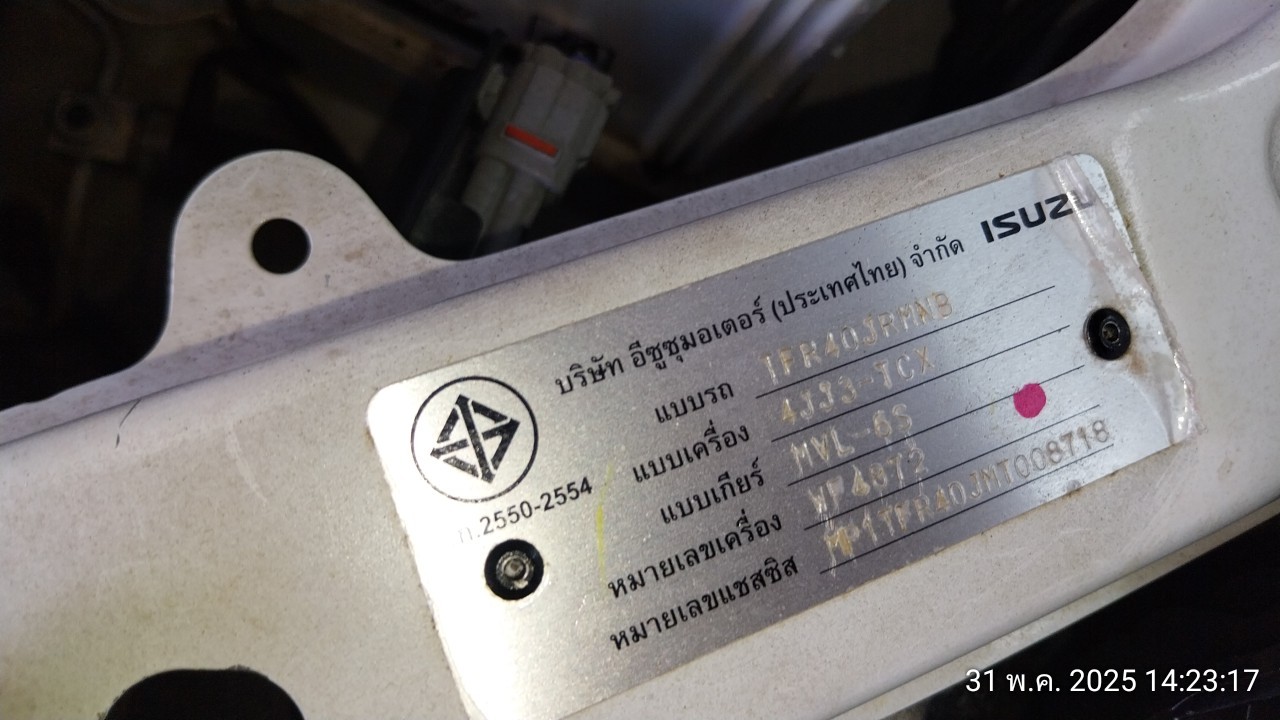 ISUZU
บริษัท อีซูซุมอเตอร์ (ประเทศไทย) จำกัด
แบบรถ TFR40JRMNB
แบบเครื่อง 4JJ3-TCX
แบบเกียร์ MVL-6S
หมายเลขเครื่อง WP4872
หมายเลขแชสซิส MP1TFR40JMT008718
ก.2550-2554
31 พ.ค. 2025 14:23:17